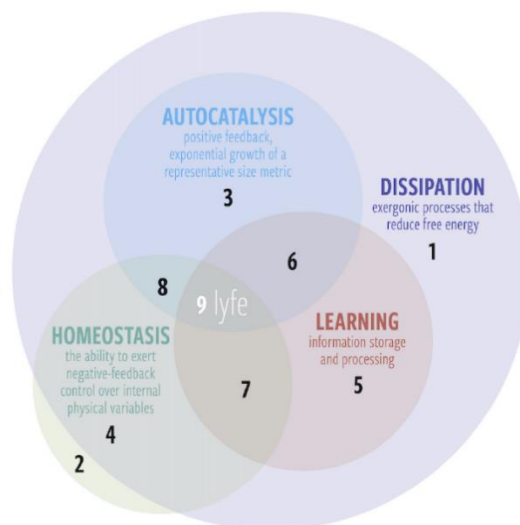 AUTOCATALYSIS
positive feedback,
exponential growth of a
representative size metric
3
DISSIPATION
exergonic processes that
reduce free energy
1
6
8
9 lyfe
HOMEOSTASIS
the ability to exert
negative-feedback
control over internal
physical variables
4
2
LEARNING
information storage
and processing
5
7